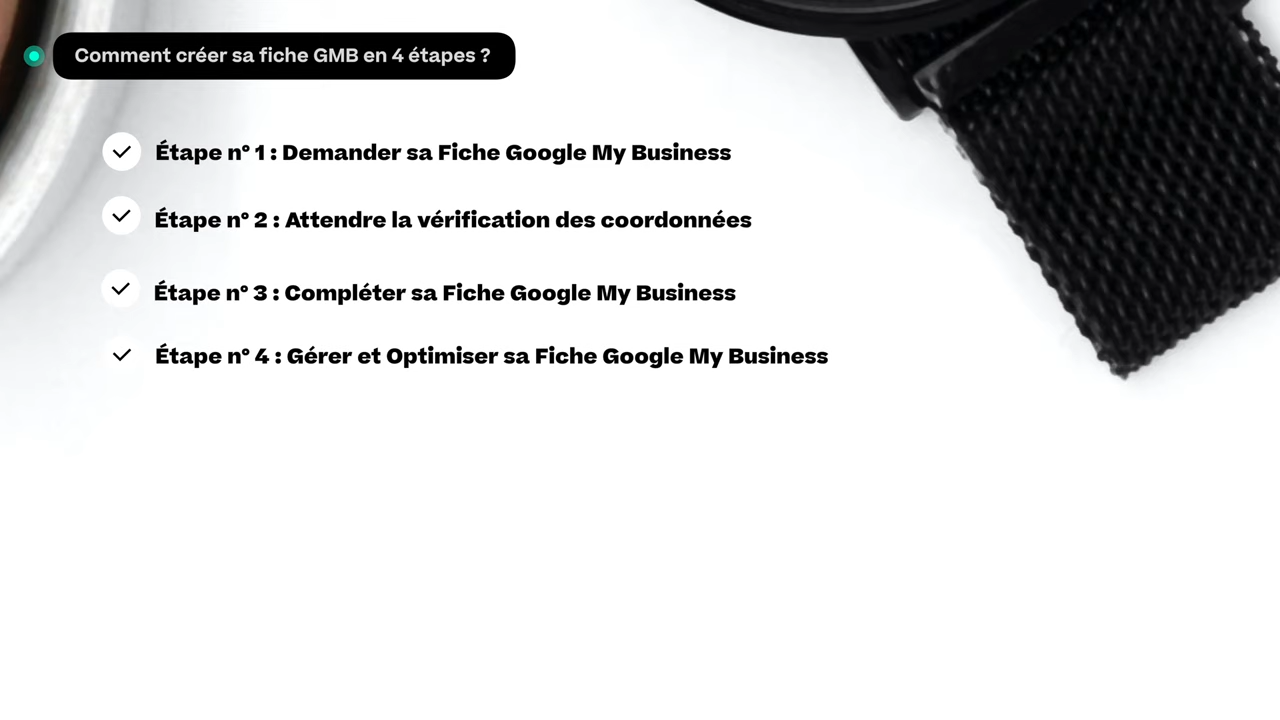 Comment créer sa fiche GMB en 4 étapes ?
Étape n° 1 : Demander sa Fiche Google My Business
Étape n° 2 : Attendre la vérification des coordonnées
Étape n° 3 : Compléter sa Fiche Google My Business
Étape n° 4 : Gérer et Optimiser sa Fiche Google My Business